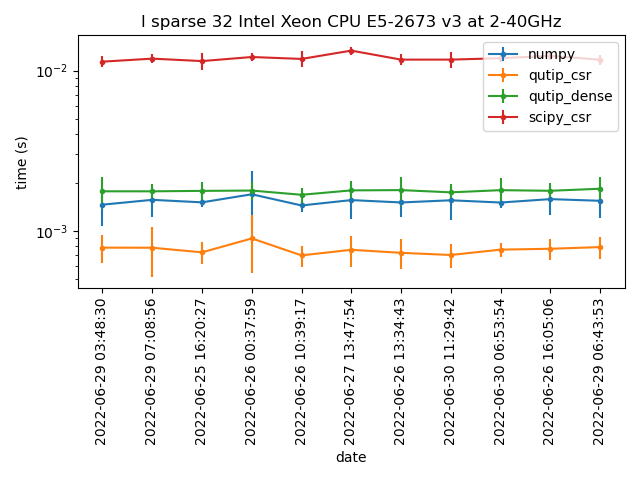 I sparse 32 Intel Xeon CPU E5-2673 v3 at 2-40GHz
numpy
qutip_csr
qutip_dense
scipy_csr
time (s)
10⁻²
10⁻³
2022-06-29 03:48:30
2022-06-29 07:08:56
2022-06-25 16:20:27
2022-06-26 00:37:59
2022-06-26 10:39:17
2022-06-27 13:47:54
2022-06-26 13:34:43
2022-06-30 11:29:42
2022-06-30 06:53:54
2022-06-26 16:05:06
2022-06-29 06:43:53
date